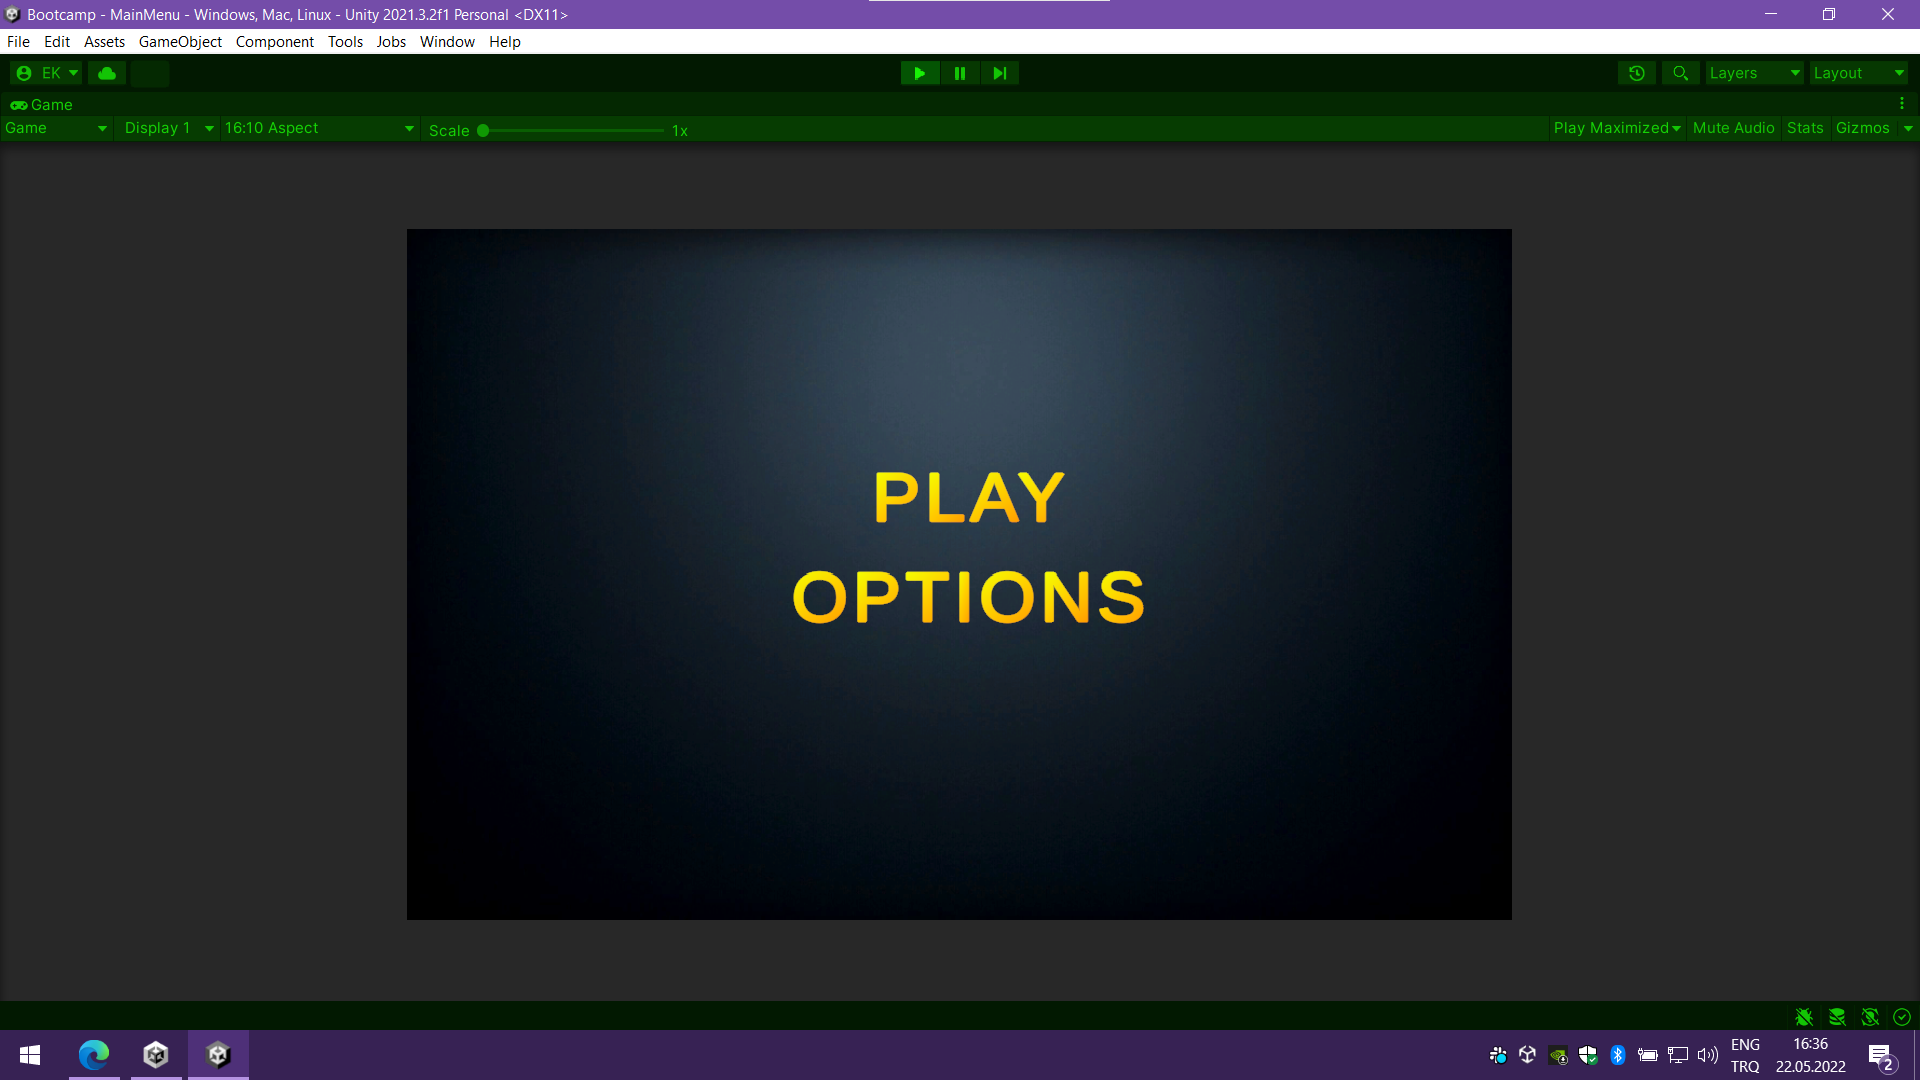 Bootcamp - MainMenu - Windows, Mac, Linux - Unity 2021.3.2f1 Personal <DX11>
File Edit Assets GameObject Component Tools Jobs Window Help
EK Layers Layout
Game
Game Display 1 16:10 Aspect Scale 1x Play Maximized Mute Audio Stats Gizmos
PLAY
OPTIONS
ENG 16:36
TRQ 22.05.2022 2